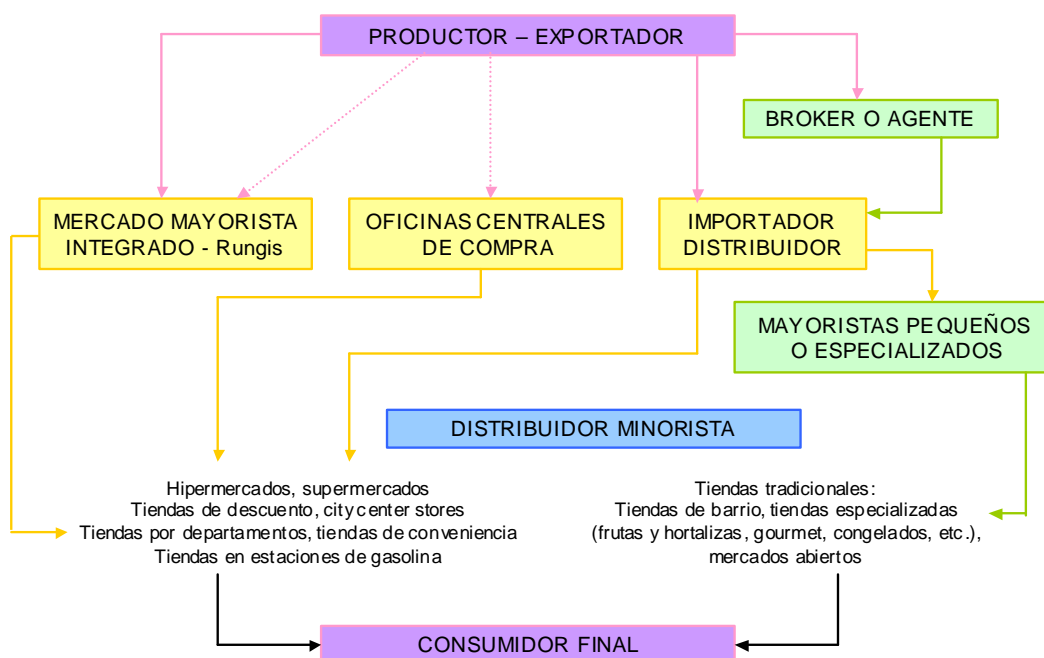 PRODUCTOR – EXPORTADOR
BROKER O AGENTE
MERCADO MAYORISTA
INTEGRADO - Rungis
OFICINAS CENTRALES
DE COMPRA
IMPORTADOR
DISTRIBUIDOR
MAYORISTAS PEQUEÑOS
O ESPECIALIZADOS
DISTRIBUIDOR MINORISTA
Hipermercados, supermercados
Tiendas de descuento, city center stores
Tiendas por departamentos, tiendas de conveniencia
Tiendas en estaciones de gasolina
Tiendas tradicionales:
Tiendas de barrio, tiendas especializadas
(frutas y hortalizas, gourmet, congelados, etc.),
mercados abiertos
CONSUMIDOR FINAL